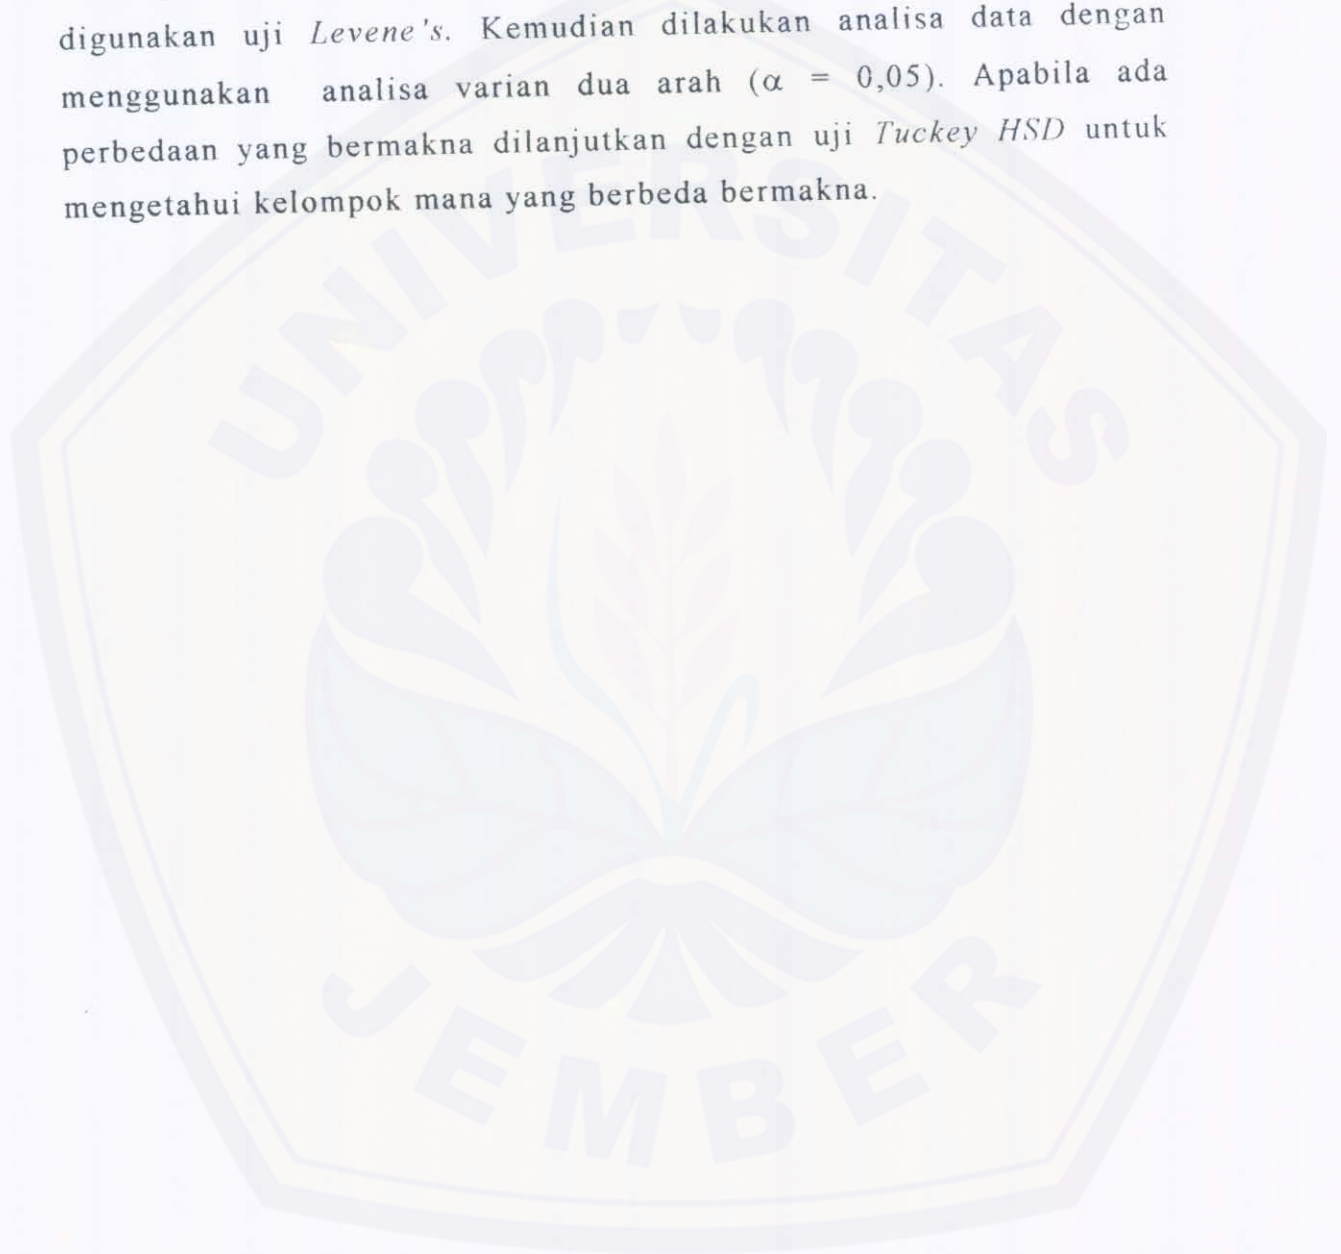 digunakan uji Levene's. Kemudian dilakukan analisa data dengan
menggunakan analisa varian dua arah (α = 0,05). Apabila ada
perbedaan yang bermakna dilanjutkan dengan uji Tuckey HSD untuk
mengetahui kelompok mana yang berbeda bermakna.
UNIVERSITAS
JEMBER